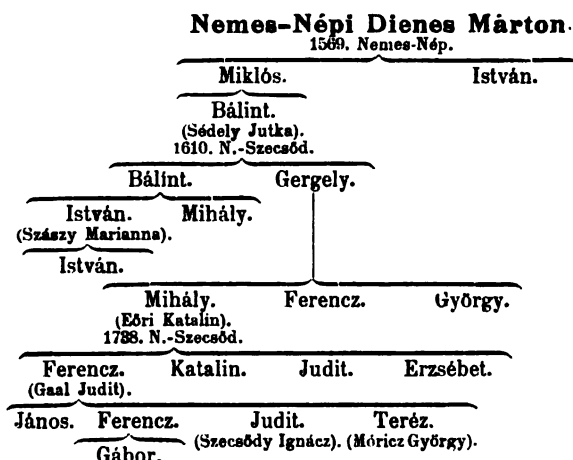 Nemes-Népi Dienes Márton.
1569. Nemes-Nép.
Miklós. István.
Bálint.
(Sédely Jutka).
1610. N.-Szecsőd.
Bálint. Gergely.
István. Mihály.
(Szászy Marianna).
István.
Mihály. Ferencz. György.
(Eőri Katalin).
1738. N.-Szecsőd.
Ferencz. Katalin. Judit. Erzsébet.
(Gaal Judit).
János. Ferencz. Judit. Teréz.
(Szecsődy Ignácz). (Móricz György).
Gábor.